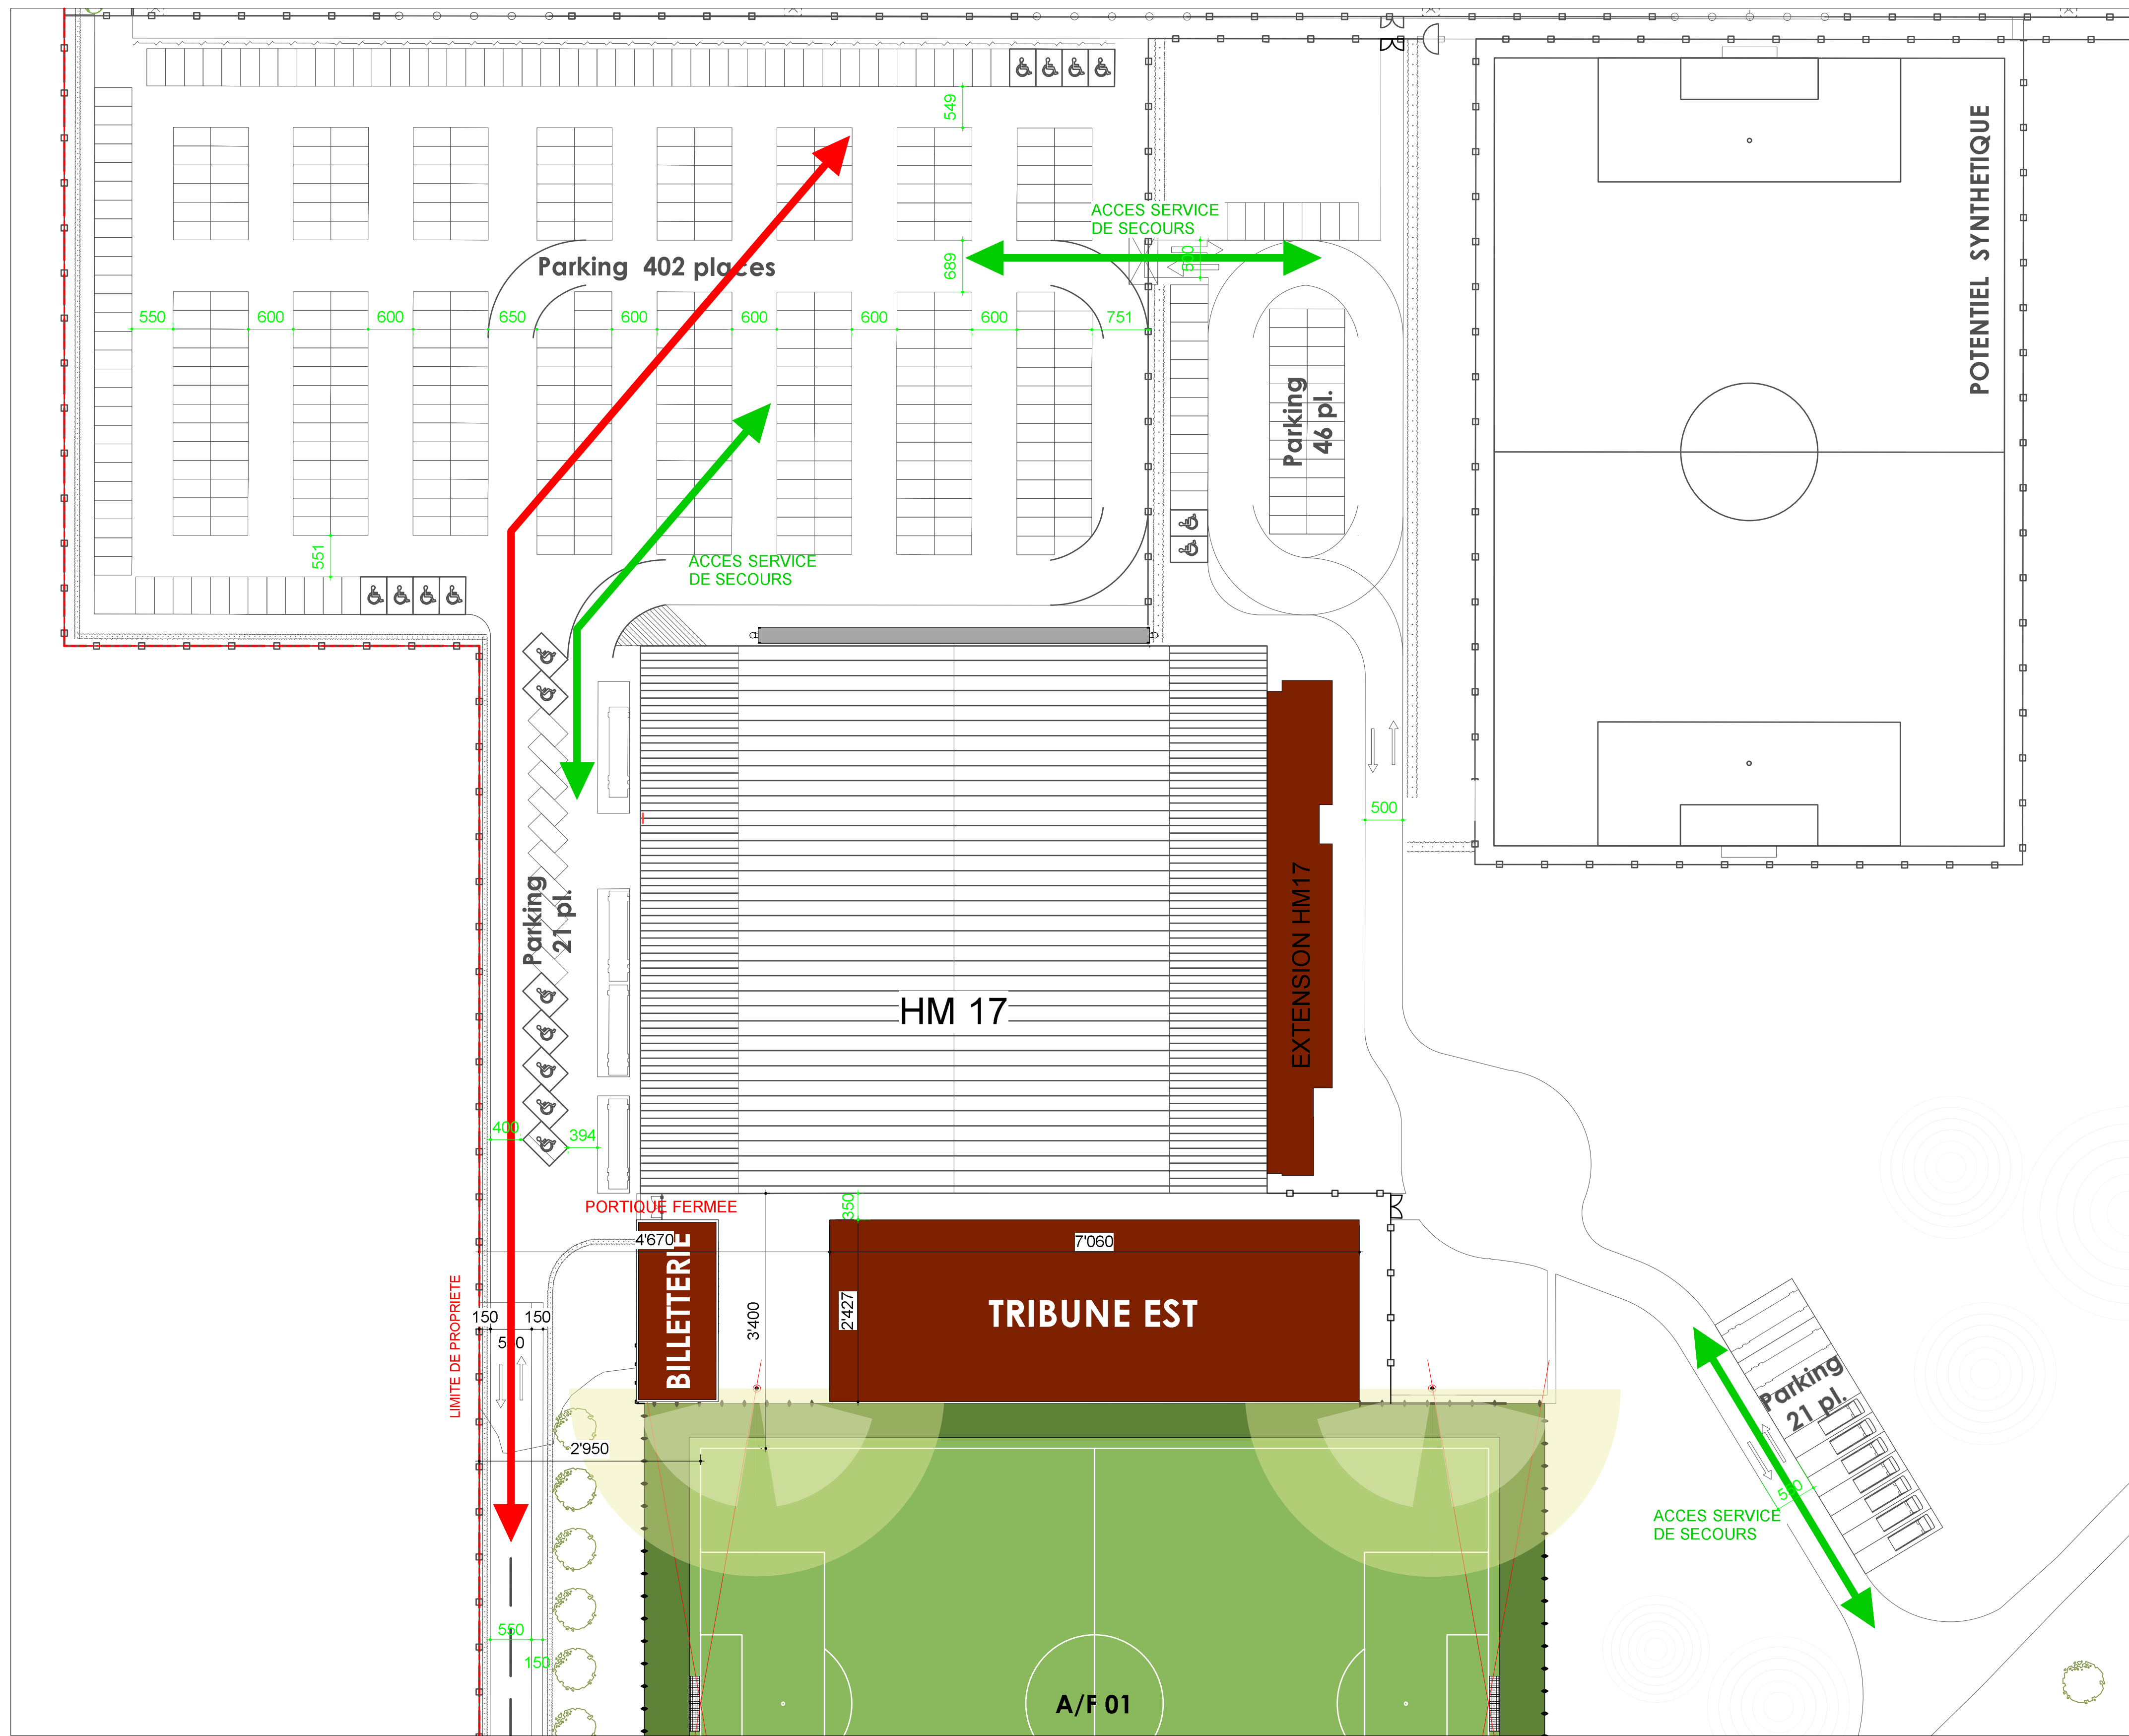 549
ACCES SERVICE
DE SECOURS
POTENTIEL SYNTHETIQUE
Parking 402 places
689
500
550
600
600
650
600
600
600
600
751
Parking
46 pl.
551
ACCES SERVICE
DE SECOURS
500
Parking
21 pl.
EXTENSION HM17
HM 17
400
394
PORTIQUE FERMEE
350
4'670
7'060
BILLETTERIE
TRIBUNE EST
3'400
2'427
LIMITE DE PROPRIETE
150
150
Parking
21 pl.
2'950
ACCES SERVICE
DE SECOURS
550
150
A/F 01